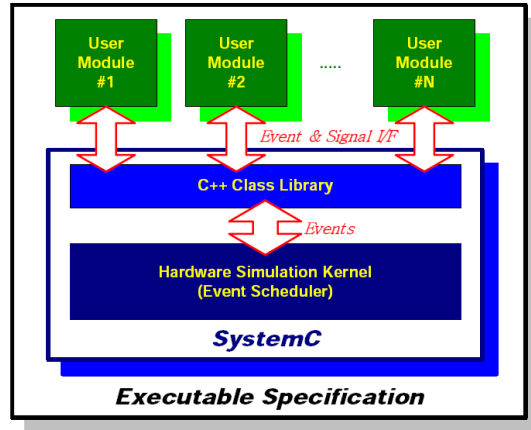 User
Module
#1
User
Module
#2
.....
User
Module
#N
Event & Signal I/F
C++ Class Library
Events
Hardware Simulation Kernel
(Event Scheduler)
SystemC
Executable Specification